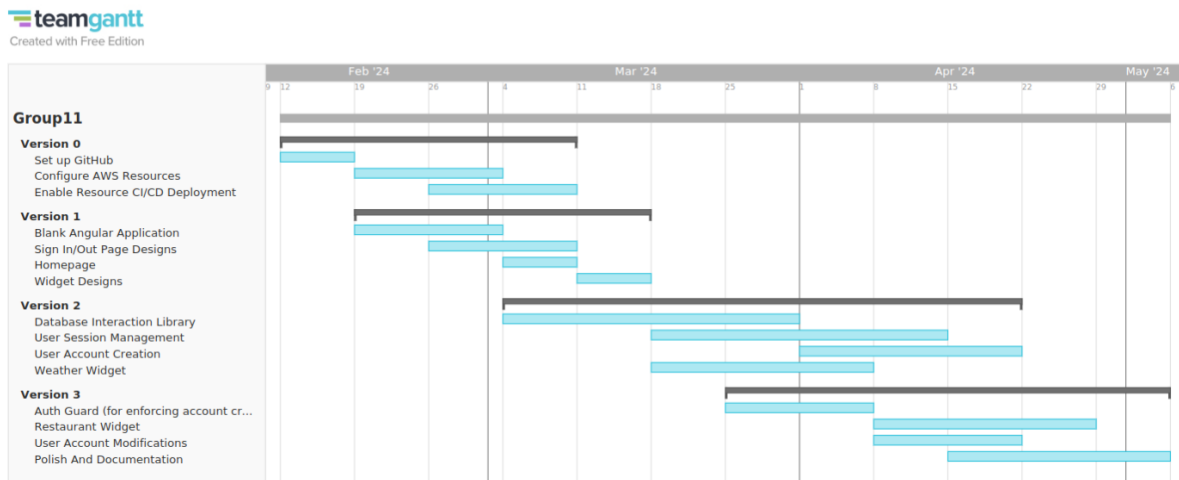 teamgantt
Created with Free Edition
Feb '24 Mar '24 Apr '24 May '24
9 12 19 26 4 11 18 25 1 8 15 22 29 6
Group11
Version 0
Set up GitHub
Configure AWS Resources
Enable Resource CI/CD Deployment
Version 1
Blank Angular Application
Sign In/Out Page Designs
Homepage
Widget Designs
Version 2
Database Interaction Library
User Session Management
User Account Creation
Weather Widget
Version 3
Auth Guard (for enforcing account cr...
Restaurant Widget
User Account Modifications
Polish And Documentation